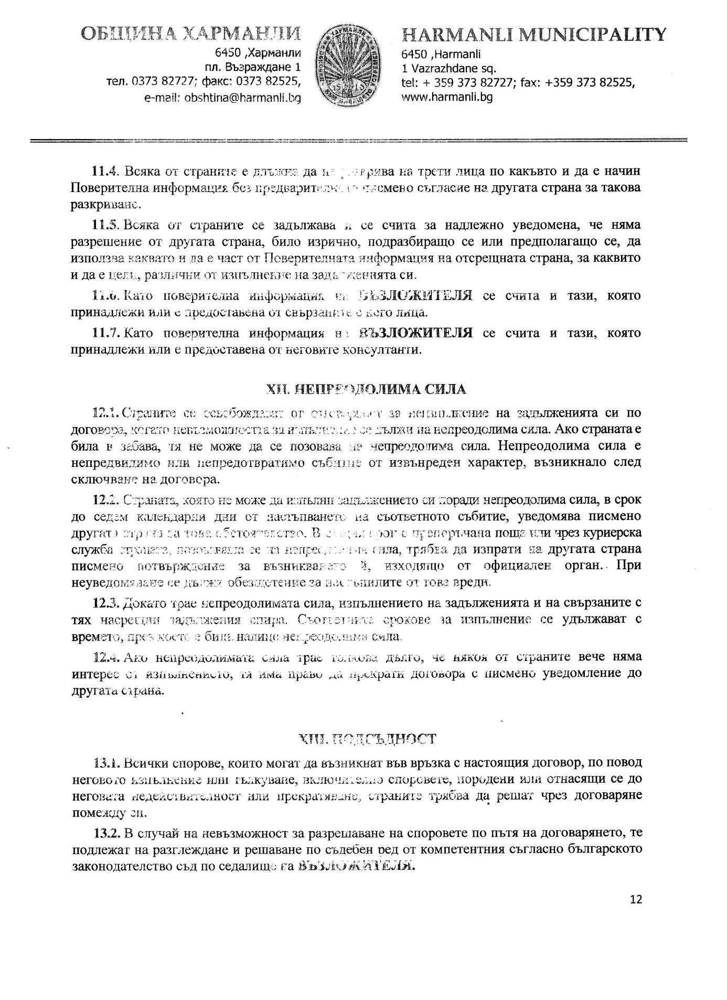 ОБЩИНА ХАРМАНЛИ
6450 ,Харманли
пл. Възраждане 1
тел. 0373 82727; факс: 0373 82525,
e-mail: obshtina@harmanli.bg
HARMANLI MUNICIPALITY
6450 ,Harmanli
1 Vazrazhdane sq.
tel: + 359 373 82727; fax: +359 373 82525,
www.harmanli.bg
11.4. Всяка от страните е длъжна да не разкрива на трети лица по какъвто и да е начин
Поверителна информация без предварителното писмено съгласие на другата страна за такова
разкриване.
11.5. Всяка от страните се задължава и се счита за надлежно уведомена, че няма
разрешение от другата страна, било изрично, подразбиращо се или предполагащо се, да
използва каквато и да е част от Поверителната информация на отсрещната страна, за каквито
и да е цели, различни от изпълнение на задълженията си.
11.6. Като поверителна информация на ВЪЗЛОЖИТЕЛЯ се счита и тази, която
принадлежи или е предоставена от свързаните с него лица.
11.7. Като поверителна информация на ВЪЗЛОЖИТЕЛЯ се счита и тази, която
принадлежи или е предоставена от неговите консултанти.
XII. НЕПРЕОДОЛИМА СИЛА
12.1. Страните се освобождават от отговорност за неизпълнение на задълженията си по
договора, когато невъзможността за изпълнение се дължи на непреодолима сила. Ако страната е
била в забава, тя не може да се позовава на непреодолима сила. Непреодолима сила е
непредвидимо или непредотвратимо събитие от извънреден характер, възникнало след
сключване на договора.
12.2. Страната, която не може да изпълни задължението си поради непреодолима сила, в срок
до седем календарни дни от настъпването на съответното събитие, уведомява писмено
другата страна за това обстоятелство. В същия срок с препоръчана поща или чрез куриерска
служба страната, позоваваща се на непреодолима сила, трябва да изпрати на другата страна
писмено потвърждение за възникването й, изходящо от официален орган. При
неуведомяване се дължи обезщетение за настъпилите от това вреди.
12.3. Докато трае непреодолимата сила, изпълнението на задълженията и на свързаните с
тях насрещни задължения спира. Съответните срокове за изпълнение се удължават с
времето, през което е била налице непреодолима сила.
12.4. Ако непреодолимата сила трае толкова дълго, че някоя от страните вече няма
интерес от изпълнението, тя има право да прекрати договора с писмено уведомление до
другата страна.
XIII. ПОДСЪДНОСТ
13.1. Всички спорове, които могат да възникнат във връзка с настоящия договор, по повод
неговото изпълнение или тълкуване, включително споровете, породени или отнасящи се до
неговата недействителност или прекратяване, страните трябва да решат чрез договаряне
помежду си.
13.2. В случай на невъзможност за разрешаване на споровете по пътя на договарянето, те
подлежат на разглеждане и решаване по съдебен ред от компетентния съгласно българското
законодателство съд по седалище на ВЪЗЛОЖИТЕЛЯ.
12